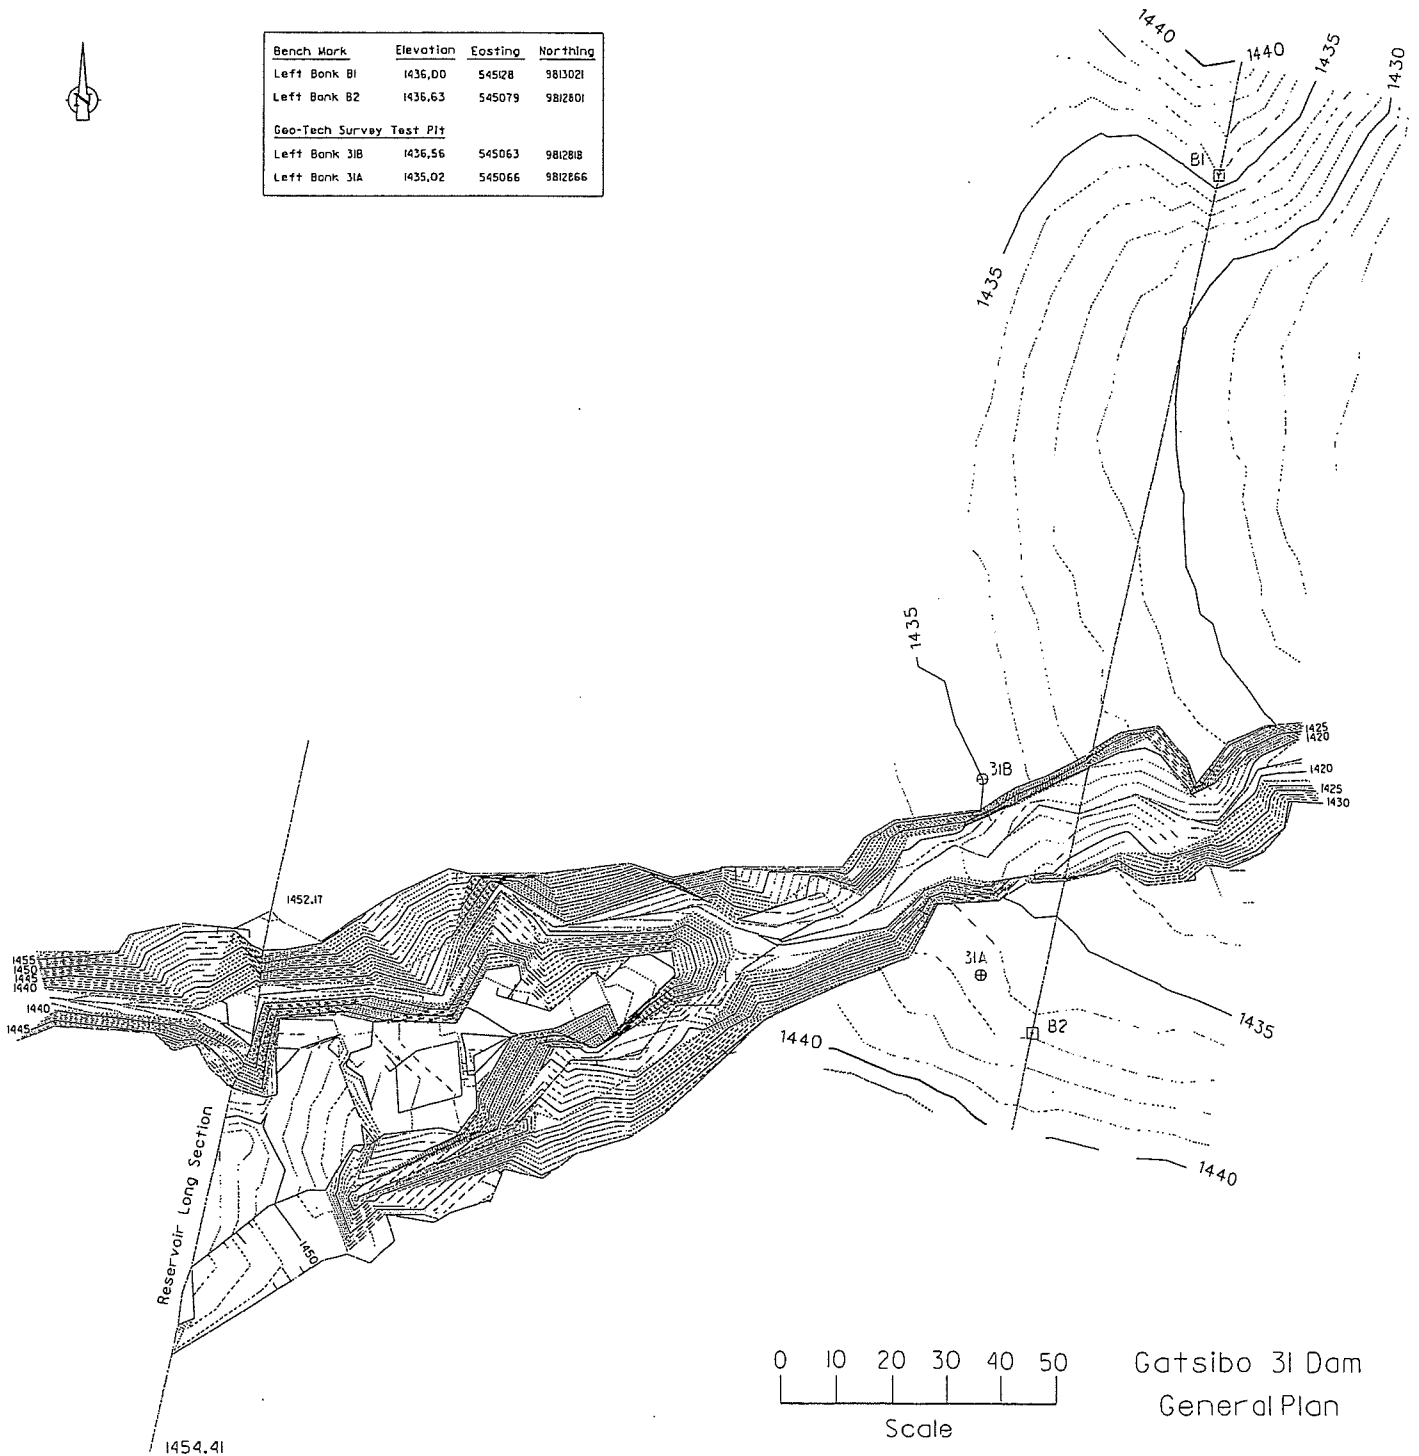 N
Bench Mark Elevation Easting Northing
Left Bank B1 1436,00 545128 9813021
Left Bank B2 1436,63 545079 9812801
Geo-Tech Survey Test Pit
Left Bank 31B 1436,56 545063 9812818
Left Bank 31A 1435,02 545066 9812866
1440
1440
1435
1430
B1
1435
1435
31B
1425
1420
1420
1425
1430
1452.17
1455
1450
1445
1440
1440
1445
31A
B2
1435
1440
1440
Reservoir Long Section
1450
1454.41
0 10 20 30 40 50
Scale
Gatsibo 31 Dam
General Plan